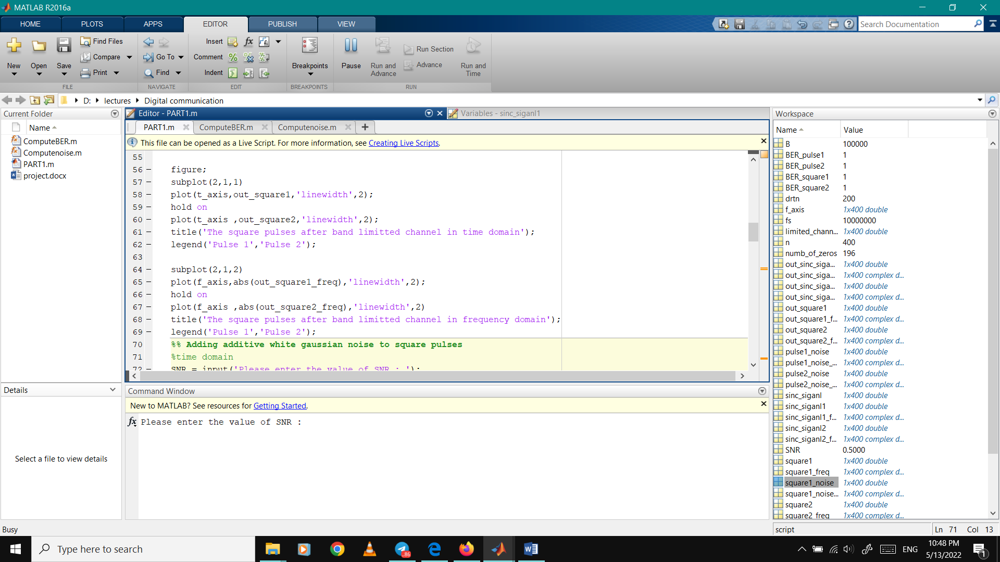 MATLAB R2016a
HOME PLOTS APPS EDITOR PUBLISH VIEW
Search Documentation
New Open Save Find Files Compare Print
FILE
Go To Find
NAVIGATE
Insert fx
Comment
Indent
EDIT
Breakpoints
BREAKPOINTS
Pause Run and Advance Run Section Advance Run and Time
RUN
D: lectures Digital communication
Current Folder
Name
ComputeBER.m
Computenoise.m
PART1.m
project.docx
Details
Select a file to view details
Editor - PART1.m
Variables - sinc_siganl1
PART1.m ComputeBER.m Computenoise.m +
This file can be opened as a Live Script. For more information, see Creating Live Scripts.
55
56 – figure;
57 – subplot(2,1,1)
58 – plot(t_axis,out_square1,'linewidth',2);
59 – hold on
60 – plot(t_axis ,out_square2,'linewidth',2);
61 – title('The square pulses after band limitted channel in time domain');
62 – legend('Pulse 1','Pulse 2');
63
64 – subplot(2,1,2)
65 – plot(f_axis,abs(out_square1_freq),'linewidth',2);
66 – hold on
67 – plot(f_axis ,abs(out_square2_freq),'linewidth',2)
68 – title('The square pulses after band limitted channel in frequency domain');
69 – legend('Pulse 1','Pulse 2');
70 %% Adding additive white gaussian noise to square pulses
71 %time domain
72 – SNR = input('Please enter the value of SNR : ');
Command Window
New to MATLAB? See resources for Getting Started.
fx Please enter the value of SNR :
Workspace
Name Value
B 100000
BER_pulse1 1
BER_pulse2 1
BER_square1 1
BER_square2 1
drtn 200
f_axis 1x400 double
fs 10000000
limited_chann... 1x400 double
n 400
numb_of_zeros 196
out_sinc_siga... 1x400 double
out_sinc_siga... 1x400 complex d...
out_sinc_siga... 1x400 double
out_sinc_siga... 1x400 complex d...
out_square1 1x400 double
out_square1_f... 1x400 complex d...
out_square2 1x400 double
out_square2_f... 1x400 complex d...
pulse1_noise 1x400 double
pulse1_noise_... 1x400 complex d...
pulse2_noise 1x400 double
pulse2_noise_... 1x400 complex d...
sinc_siganl 1x400 double
sinc_siganl1 1x400 double
sinc_siganl1_f... 1x400 complex d...
sinc_siganl2 1x400 double
sinc_siganl2_f... 1x400 complex d...
SNR 0.5000
square1 1x400 double
square1_freq 1x400 complex d...
square1_noise 1x400 double
square1_noise... 1x400 complex d...
square2 1x400 double
square2_freq 1x400 complex d...
Busy
script
Ln 71 Col 13
Type here to search
.86
ENG
10:48 PM
5/13/2022
1